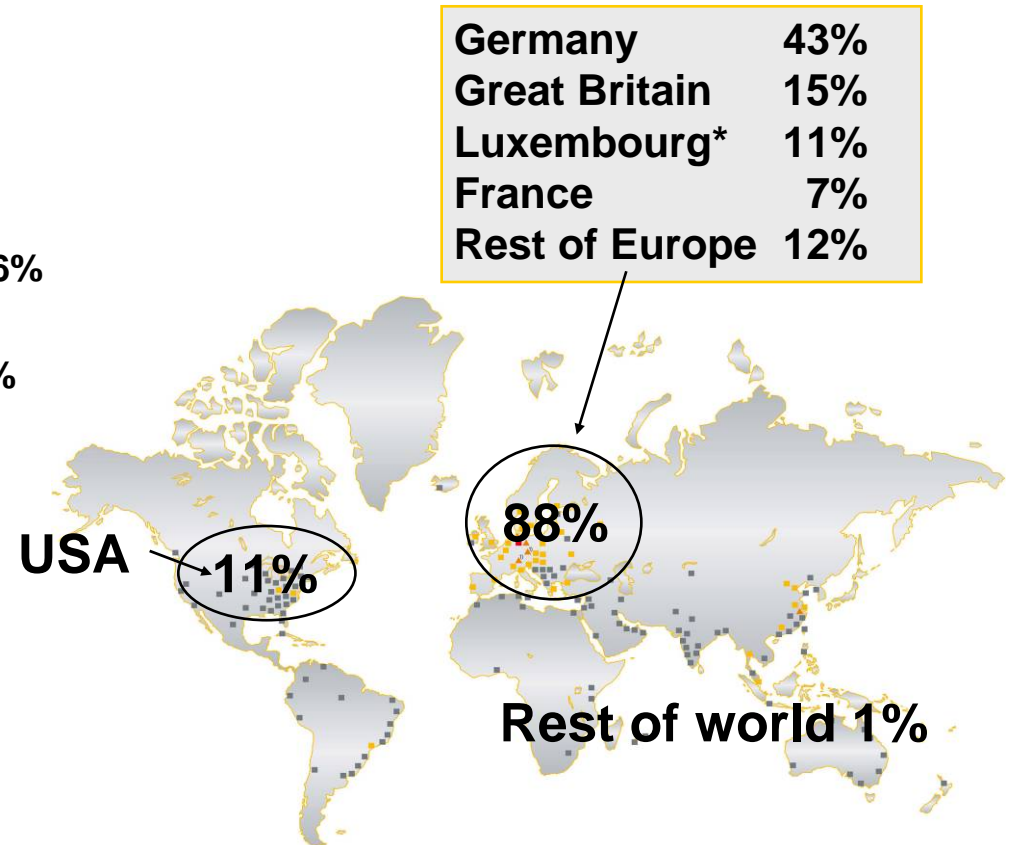 Germany 43%
Great Britain 15%
Luxembourg* 11%
France 7%
Rest of Europe 12%
6%
%
88%
USA
11%
Rest of world 1%